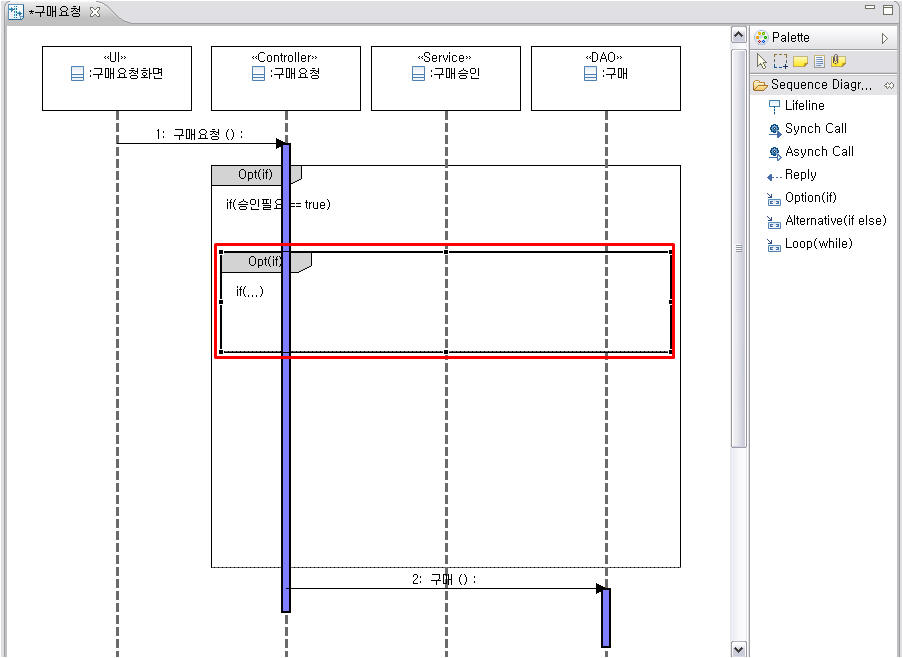 *구매요청
«UI»
:구매요청화면
«Controller»
:구매요청
«Service»
:구매승인
«DAO»
:구매
1: 구매요청 () :
Opt(if)
if(승인필요 == true)
Opt(if)
if(...)
2: 구매 () :
Palette
Sequence Diagr...
Lifeline
Synch Call
Asynch Call
Reply
Option(if)
Alternative(if else)
Loop(while)